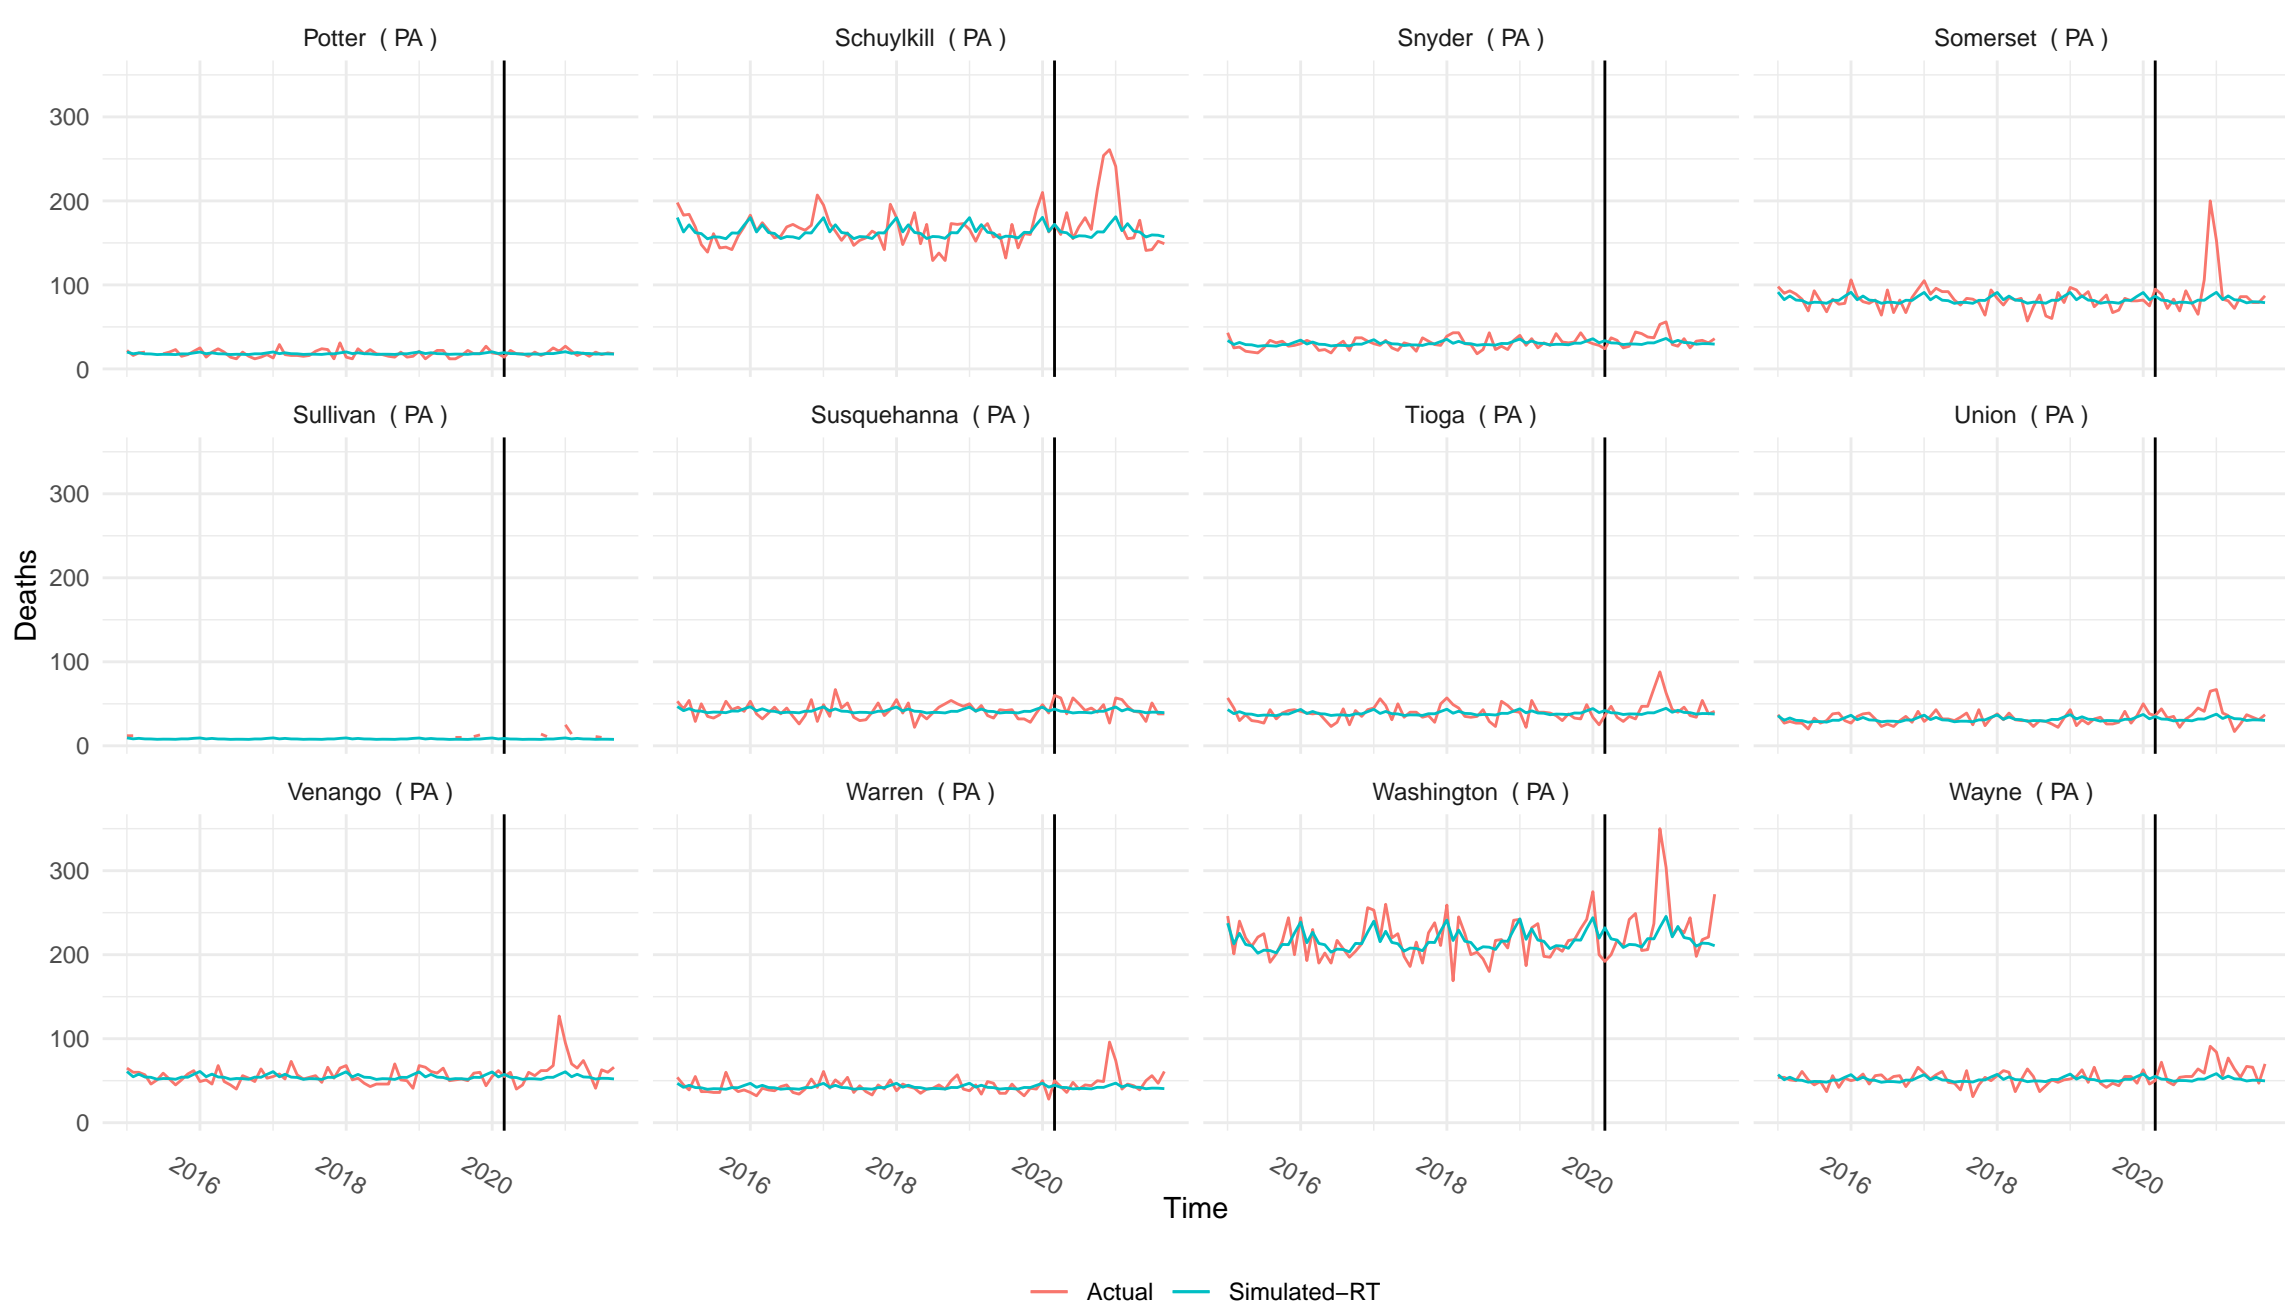 Potter ( PA )
Schuylkill ( PA )
Snyder ( PA )
Somerset ( PA )
300
200
100
0
Sullivan ( PA )
Susquehanna ( PA )
Tioga ( PA )
Union ( PA )
300
200
100
0
Deaths
Venango ( PA )
Warren ( PA )
Washington ( PA )
Wayne ( PA )
300
200
100
0
2016 2018 2020
2016 2018 2020
2016 2018 2020
2016 2018 2020
Time
Actual
Simulated−RT